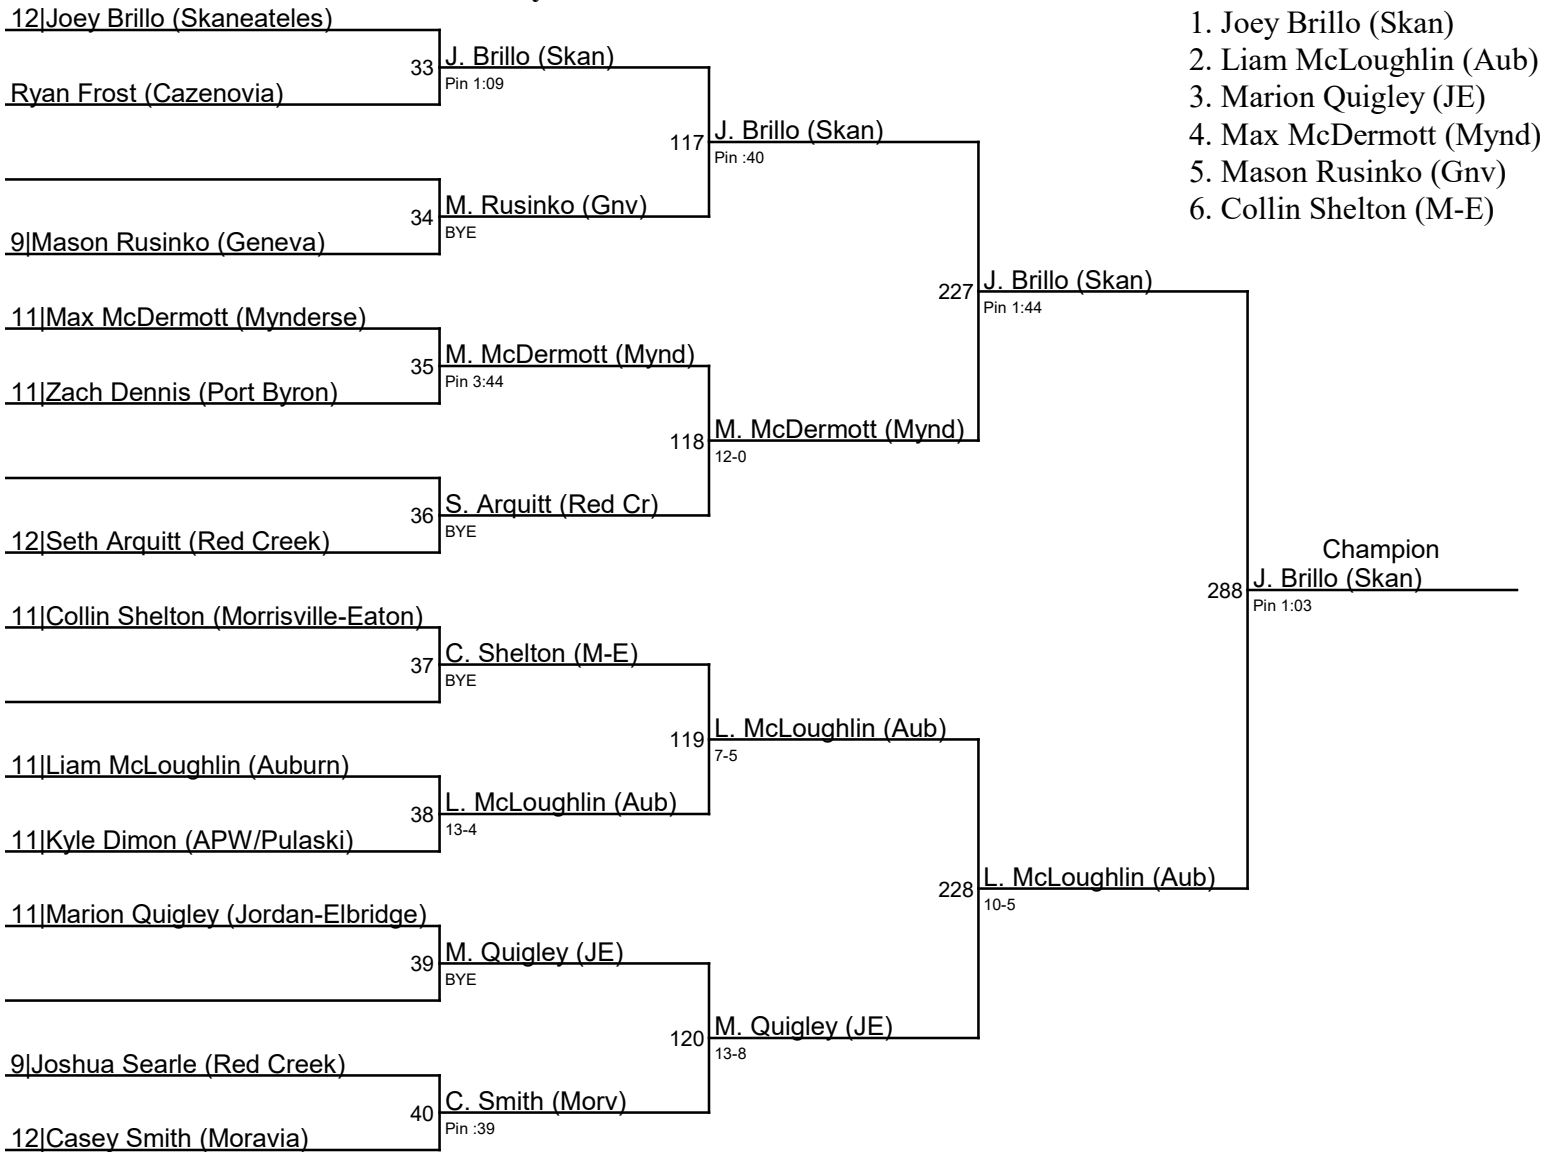 12|Joey Brillo (Skaneateles)
33
J. Brillo (Skan)
Pin 1:09
Ryan Frost (Cazenovia)
117
J. Brillo (Skan)
Pin :40
34
M. Rusinko (Gnv)
BYE
9|Mason Rusinko (Geneva)
227
J. Brillo (Skan)
Pin 1:44
11|Max McDermott (Mynderse)
35
M. McDermott (Mynd)
Pin 3:44
11|Zach Dennis (Port Byron)
118
M. McDermott (Mynd)
12-0
36
S. Arquitt (Red Cr)
BYE
12|Seth Arquitt (Red Creek)
288
Champion
J. Brillo (Skan)
Pin 1:03
11|Collin Shelton (Morrisville-Eaton)
37
C. Shelton (M-E)
BYE
119
L. McLoughlin (Aub)
7-5
11|Liam McLoughlin (Auburn)
38
L. McLoughlin (Aub)
13-4
11|Kyle Dimon (APW/Pulaski)
228
L. McLoughlin (Aub)
10-5
11|Marion Quigley (Jordan-Elbridge)
39
M. Quigley (JE)
BYE
120
M. Quigley (JE)
13-8
9|Joshua Searle (Red Creek)
40
C. Smith (Morv)
Pin :39
12|Casey Smith (Moravia)
1. Joey Brillo (Skan)
2. Liam McLoughlin (Aub)
3. Marion Quigley (JE)
4. Max McDermott (Mynd)
5. Mason Rusinko (Gnv)
6. Collin Shelton (M-E)